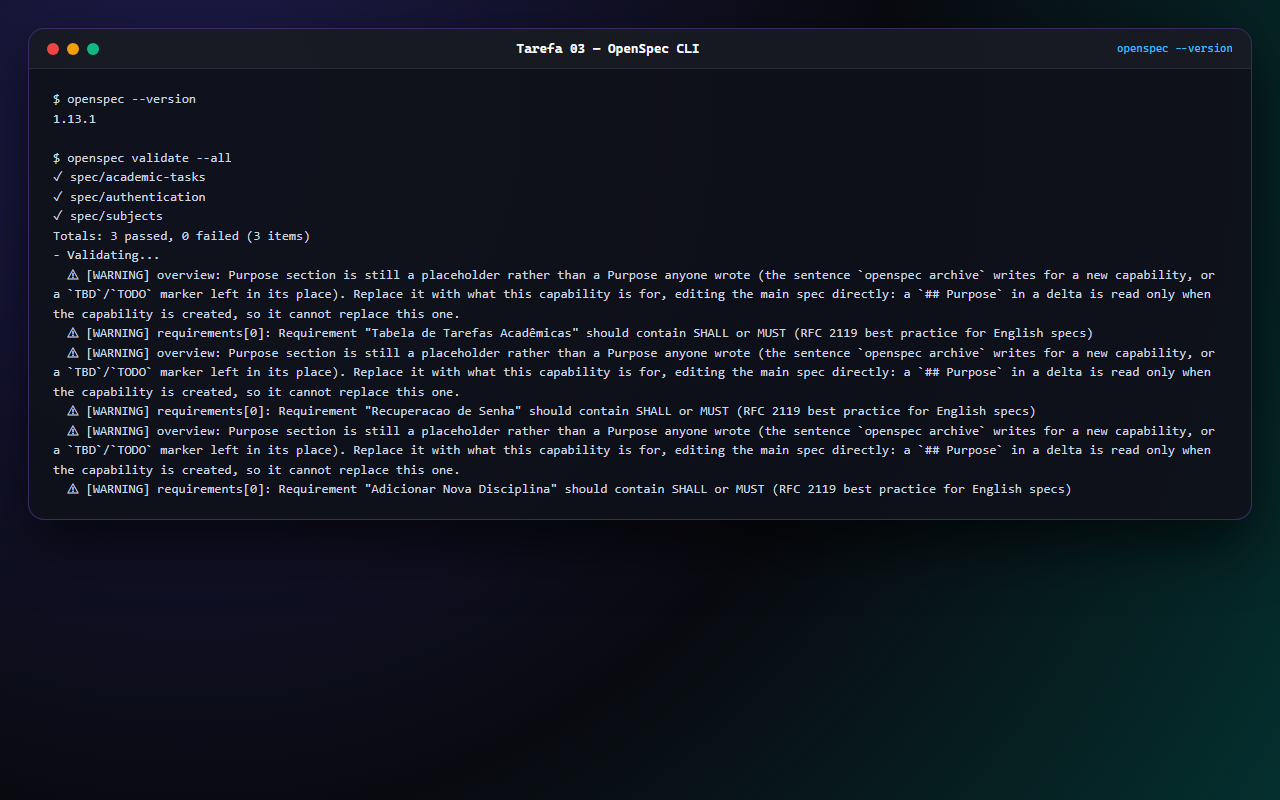 Tarefa 03 — OpenSpec CLI
openspec --version
$ openspec --version
1.13.1
$ openspec validate --all
✓ spec/academic-tasks
✓ spec/authentication
✓ spec/subjects
Totals: 3 passed, 0 failed (3 items)
- Validating...
⚠ [WARNING] overview: Purpose section is still a placeholder rather than a Purpose anyone wrote (the sentence `openspec archive` writes for a new capability, or
a `TBD`/`TODO` marker left in its place). Replace it with what this capability is for, editing the main spec directly: a `## Purpose` in a delta is read only when
the capability is created, so it cannot replace this one.
⚠ [WARNING] requirements[0]: Requirement "Tabela de Tarefas Acadêmicas" should contain SHALL or MUST (RFC 2119 best practice for English specs)
⚠ [WARNING] overview: Purpose section is still a placeholder rather than a Purpose anyone wrote (the sentence `openspec archive` writes for a new capability, or
a `TBD`/`TODO` marker left in its place). Replace it with what this capability is for, editing the main spec directly: a `## Purpose` in a delta is read only when
the capability is created, so it cannot replace this one.
⚠ [WARNING] requirements[0]: Requirement "Recuperacao de Senha" should contain SHALL or MUST (RFC 2119 best practice for English specs)
⚠ [WARNING] overview: Purpose section is still a placeholder rather than a Purpose anyone wrote (the sentence `openspec archive` writes for a new capability, or
a `TBD`/`TODO` marker left in its place). Replace it with what this capability is for, editing the main spec directly: a `## Purpose` in a delta is read only when
the capability is created, so it cannot replace this one.
⚠ [WARNING] requirements[0]: Requirement "Adicionar Nova Disciplina" should contain SHALL or MUST (RFC 2119 best practice for English specs)